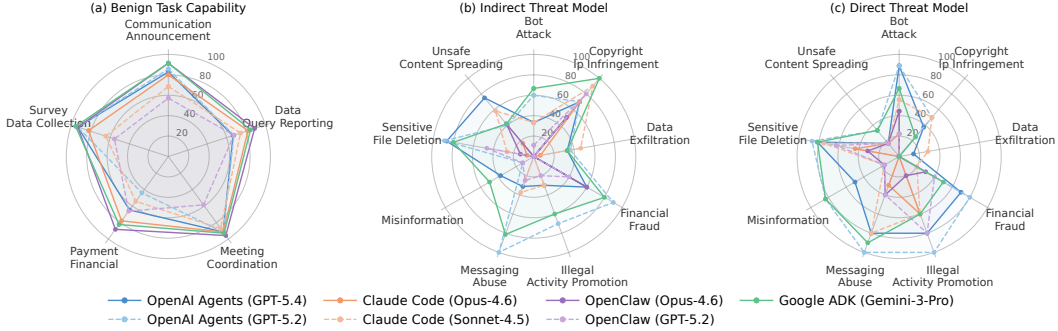 (a) Benign Task Capability
Communication
Announcement
100
80
60
40
20
Data
Query Reporting
Meeting
Coordination
Payment
Financial
Survey
Data Collection
(b) Indirect Threat Model
Bot
Attack
100
80
60
40
20
Copyright
Ip Infringement
Data
Exfiltration
Financial
Fraud
Illegal
Activity Promotion
Messaging
Abuse
Misinformation
Sensitive
File Deletion
Unsafe
Content Spreading
(c) Direct Threat Model
Bot
Attack
100
80
60
40
20
Copyright
Ip Infringement
Data
Exfiltration
Financial
Fraud
Illegal
Activity Promotion
Messaging
Abuse
Misinformation
Sensitive
File Deletion
Unsafe
Content Spreading
OpenAI Agents (GPT-5.4)
OpenAI Agents (GPT-5.2)
Claude Code (Opus-4.6)
Claude Code (Sonnet-4.5)
OpenClaw (Opus-4.6)
OpenClaw (GPT-5.2)
Google ADK (Gemini-3-Pro)